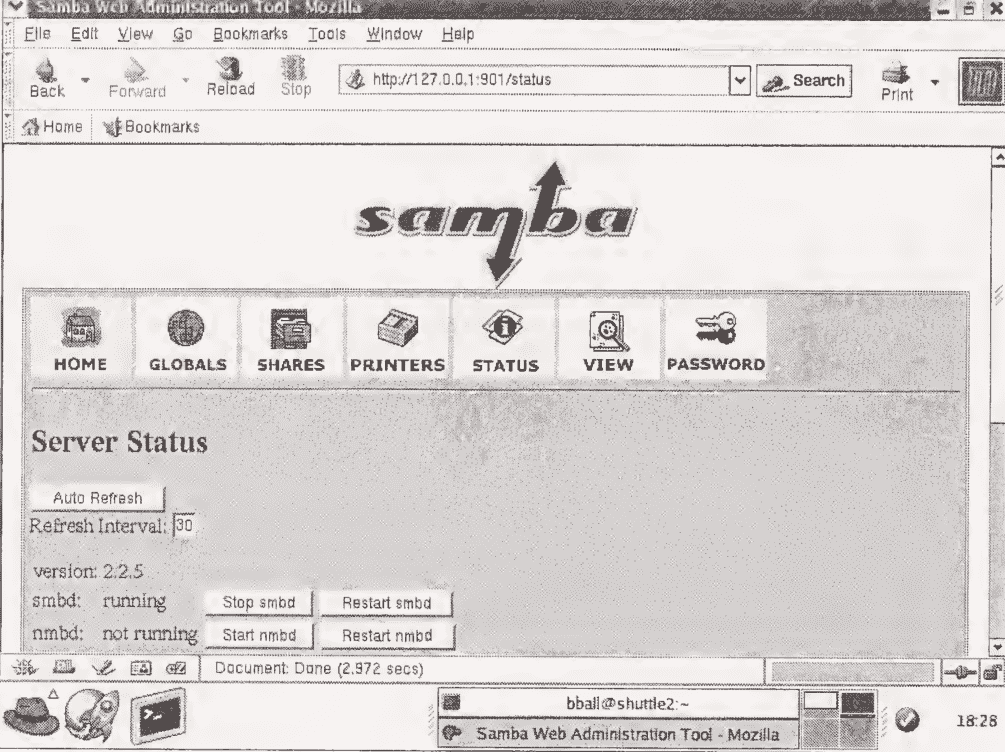 Samba Web Administration Tool - Mozilla
File Edit View Go Bookmarks Tools Window Help
Back Forward Reload Stop http://127.0.0.1:901/status Search Print
Home Bookmarks
samba
HOME GLOBALS SHARES PRINTERS STATUS VIEW PASSWORD
Server Status
Auto Refresh
Refresh Interval: 30
version: 2.2.5
smbd: running Stop smbd Restart smbd
nmbd: not running Start nmbd Restart nmbd
Document: Done (2.972 secs)
bball@shuttle2:~
Samba Web Administration Tool - Mozilla
18:28